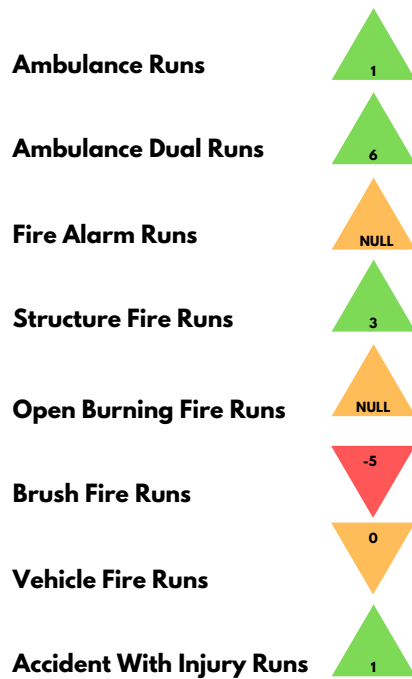 Ambulance Runs
1
Ambulance Dual Runs
6
Fire Alarm Runs
NULL
Structure Fire Runs
3
Open Burning Fire Runs
NULL
Brush Fire Runs
-5
Vehicle Fire Runs
0
Accident With Injury Runs
1